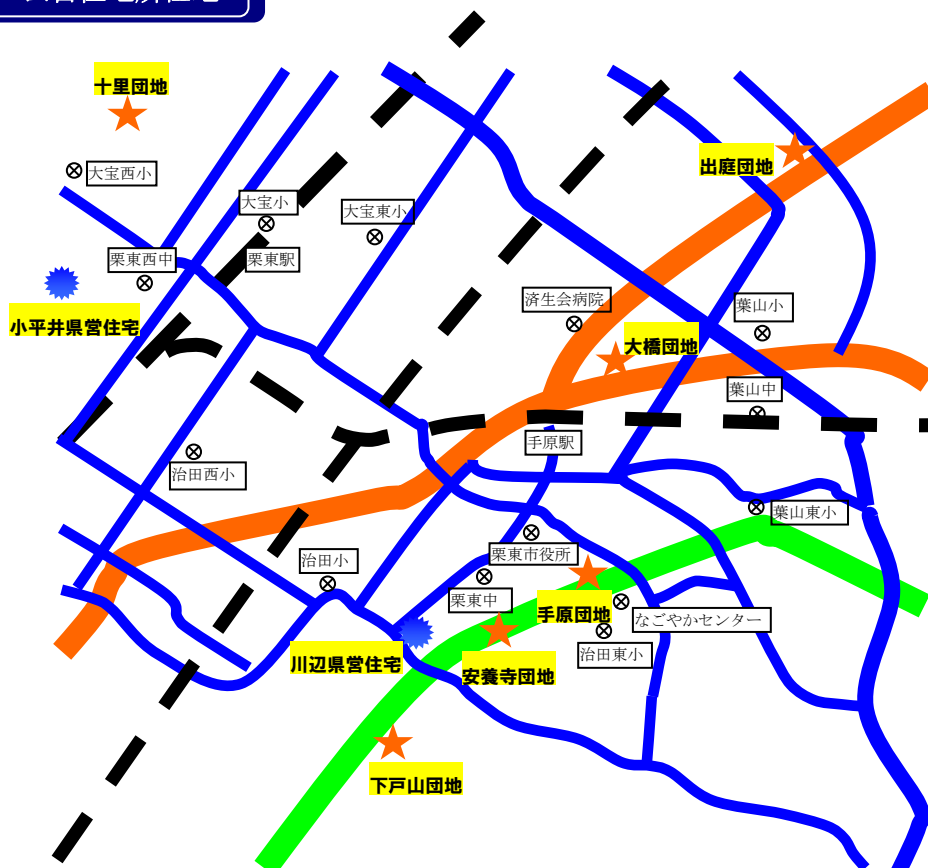 十里団地
出庭団地
大宝西小
大宝小
大宝東小
栗東西中
栗東駅
済生会病院
葉山小
小平井県営住宅
大橋団地
葉山中
手原駅
治田西小
葉山東小
栗東市役所
治田小
栗東中
手原団地
なごやかセンター
川辺県営住宅
治田東小
安養寺団地
下戸山団地